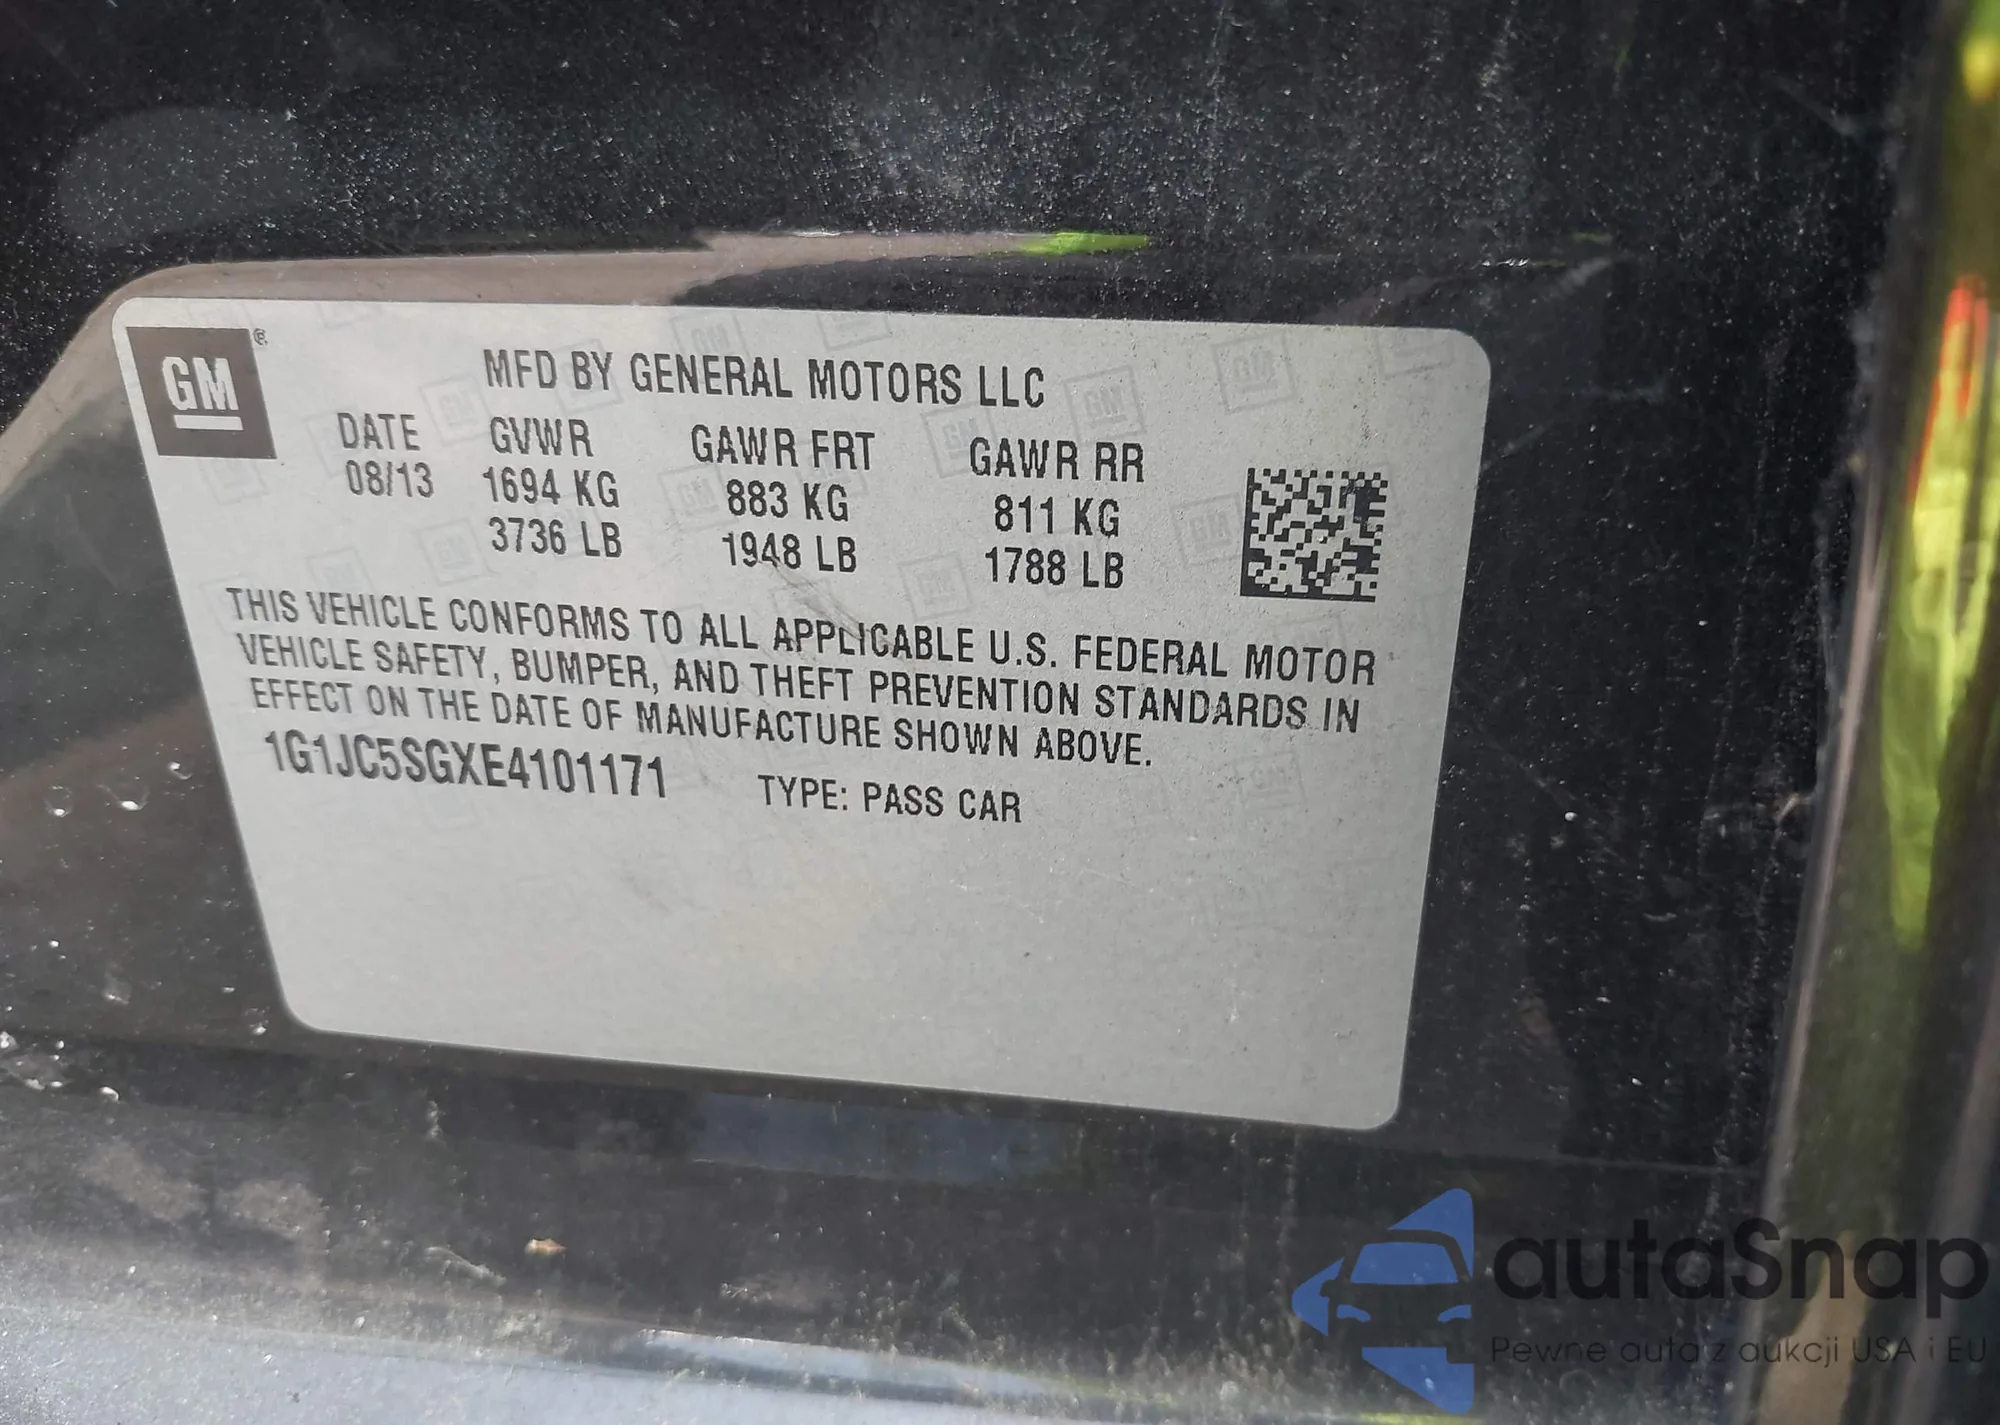 GM ®
MFD BY GENERAL MOTORS LLC
DATE GVWR GAWR FRT GAWR RR
08/13 1694 KG 883 KG 811 KG
3736 LB 1948 LB 1788 LB
THIS VEHICLE CONFORMS TO ALL APPLICABLE U.S. FEDERAL MOTOR
VEHICLE SAFETY, BUMPER, AND THEFT PREVENTION STANDARDS IN
EFFECT ON THE DATE OF MANUFACTURE SHOWN ABOVE.
1G1JC5SGXE4101171 TYPE: PASS CAR
autaSnap
Pewne auta z aukcji USA i EU